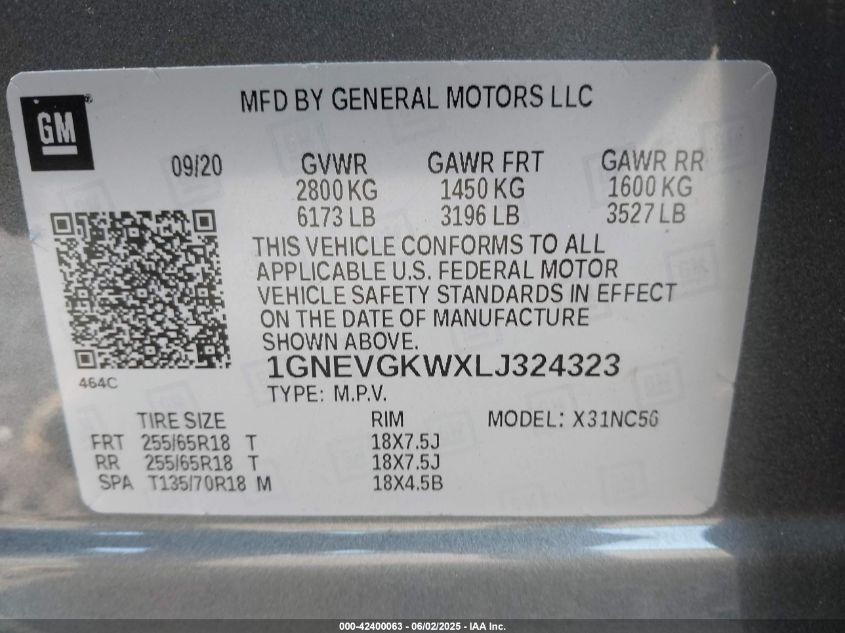 MFD BY GENERAL MOTORS LLC
GM
09/20 GVWR GAWR FRT GAWR RR
2800 KG 1450 KG 1600 KG
6173 LB 3196 LB 3527 LB
THIS VEHICLE CONFORMS TO ALL
APPLICABLE U.S. FEDERAL MOTOR
VEHICLE SAFETY STANDARDS IN EFFECT
ON THE DATE OF MANUFACTURE
SHOWN ABOVE.
1GNEVGKWXLJ324323
464C
TYPE: M.P.V.
TIRE SIZE RIM MODEL: X31NC56
FRT 255/65R18 T 18X7.5J
RR 255/65R18 T 18X7.5J
SPA T135/70R18 M 18X4.5B
000-42400063 - 06/02/2025 - IAA Inc.